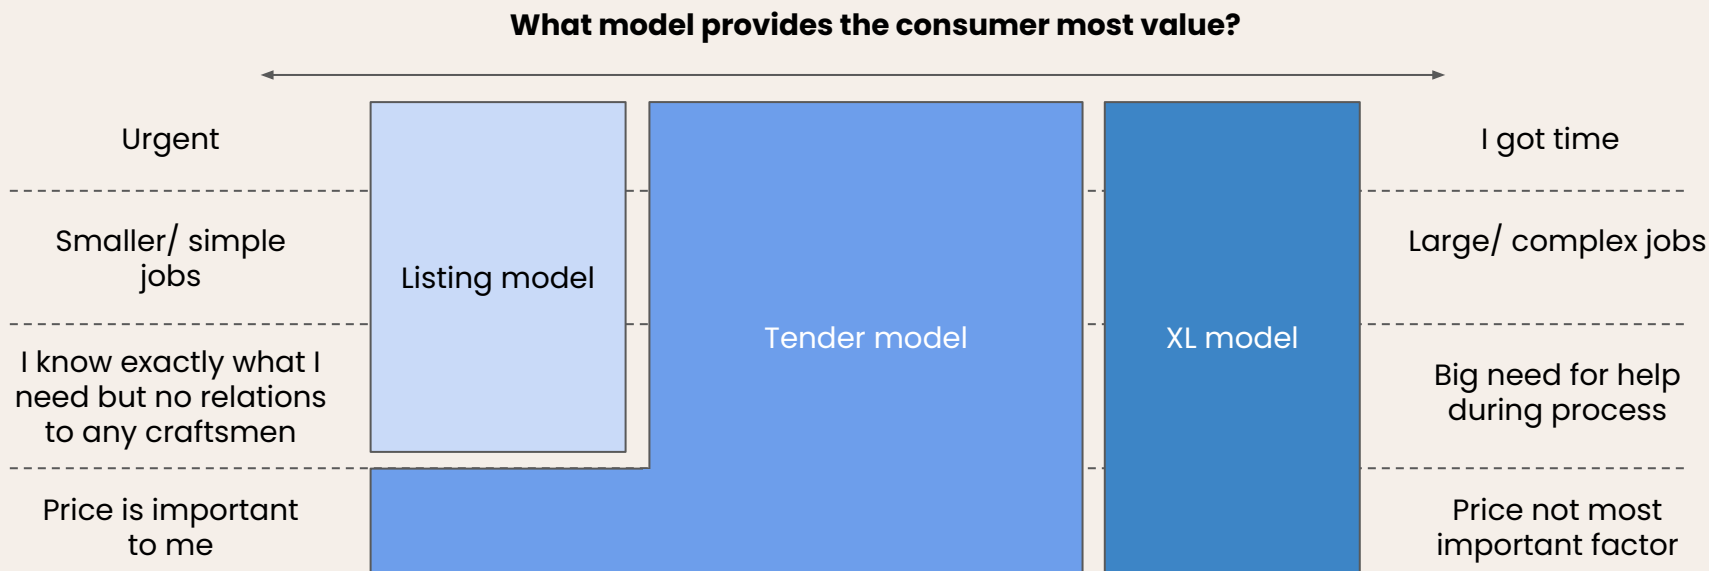 What model provides the consumer most value?
Urgent
I got time
Smaller/ simple
jobs
Large/ complex jobs
Listing model
Tender model
XL model
I know exactly what I
need but no relations
to any craftsmen
Big need for help
during process
Price is important
to me
Price not most
important factor